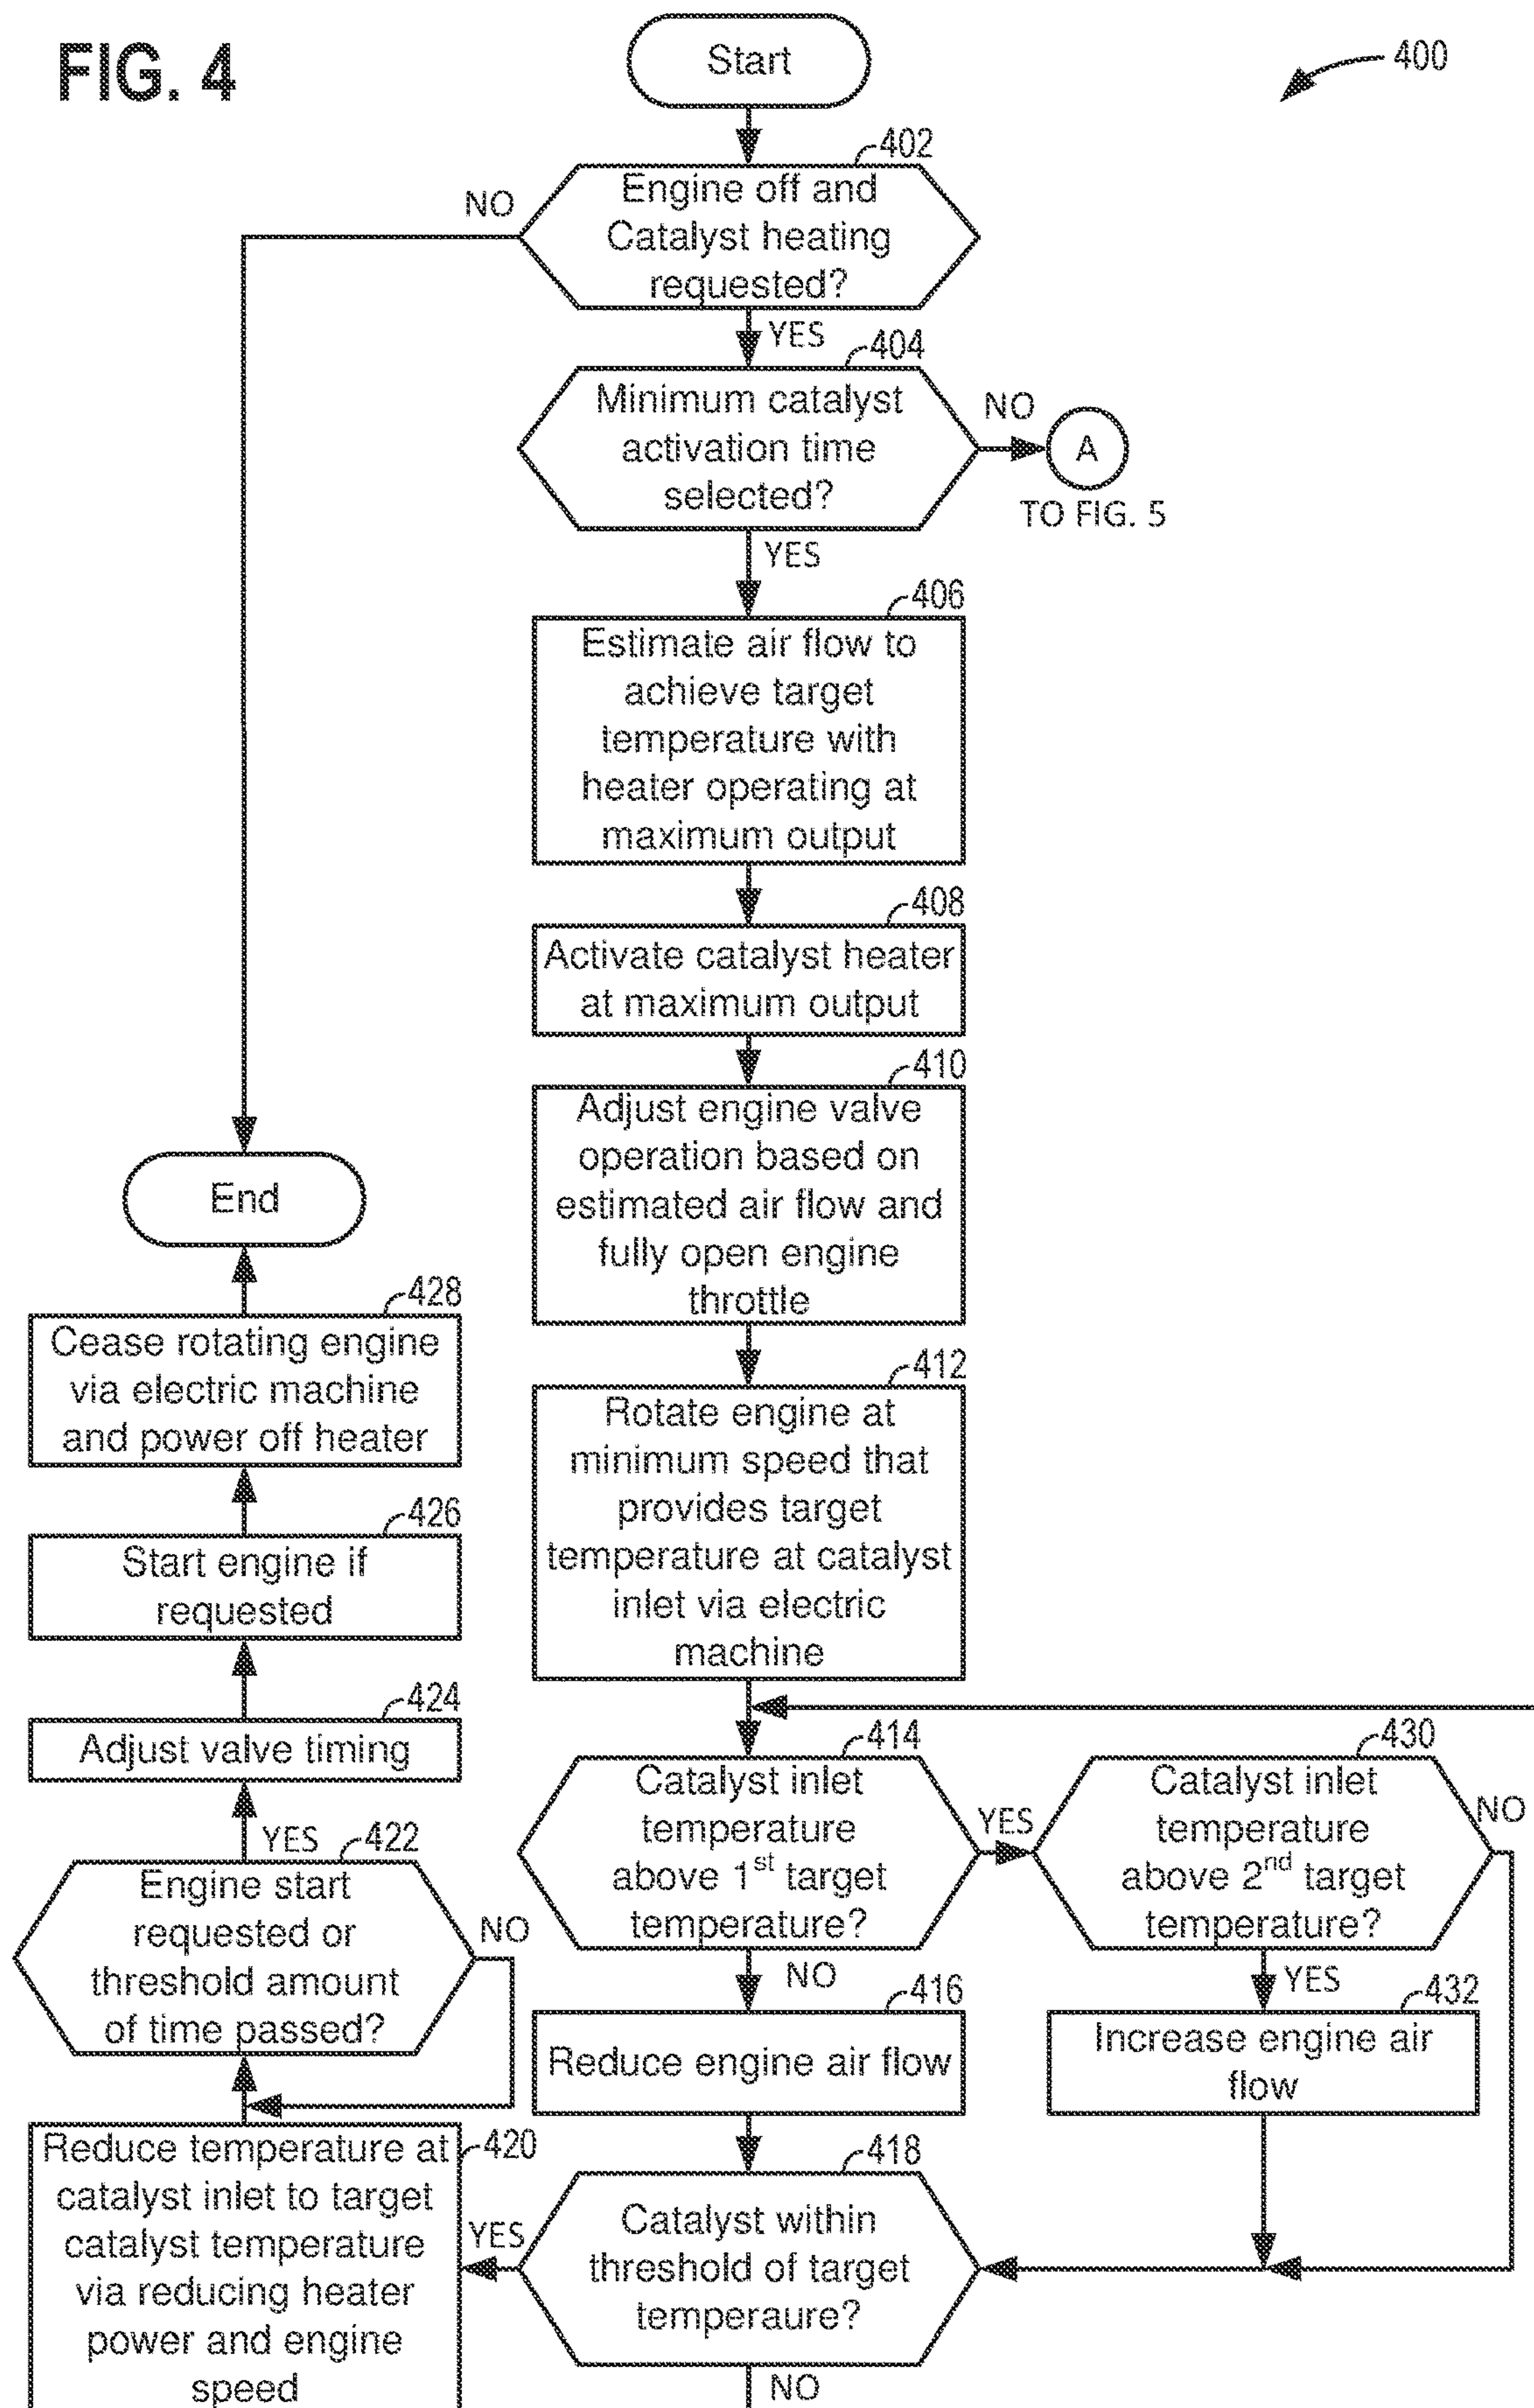 FIG. 4
400
Start
402
Engine off and
Catalyst heating
requested?
NO
YES
404
Minimum catalyst
activation time
selected?
NO
A
TO FIG. 5
YES
406
Estimate air flow to
achieve target
temperature with
heater operating at
maximum output
408
Activate catalyst heater
at maximum output
410
Adjust engine valve
operation based on
estimated air flow and
fully open engine
throttle
412
Rotate engine at
minimum speed that
provides target
temperature at catalyst
inlet via electric
machine
414
Catalyst inlet
temperature
above 1st target
temperature?
YES
NO
430
Catalyst inlet
temperature
above 2nd target
temperature?
NO
YES
432
Increase engine air
flow
416
Reduce engine air flow
418
Catalyst within
threshold of target
temperaure?
YES
NO
420
Reduce temperature at
catalyst inlet to target
catalyst temperature
via reducing heater
power and engine
speed
422
Engine start
requested or
threshold amount
of time passed?
NO
YES
424
Adjust valve timing
426
Start engine if
requested
428
Cease rotating engine
via electric machine
and power off heater
End